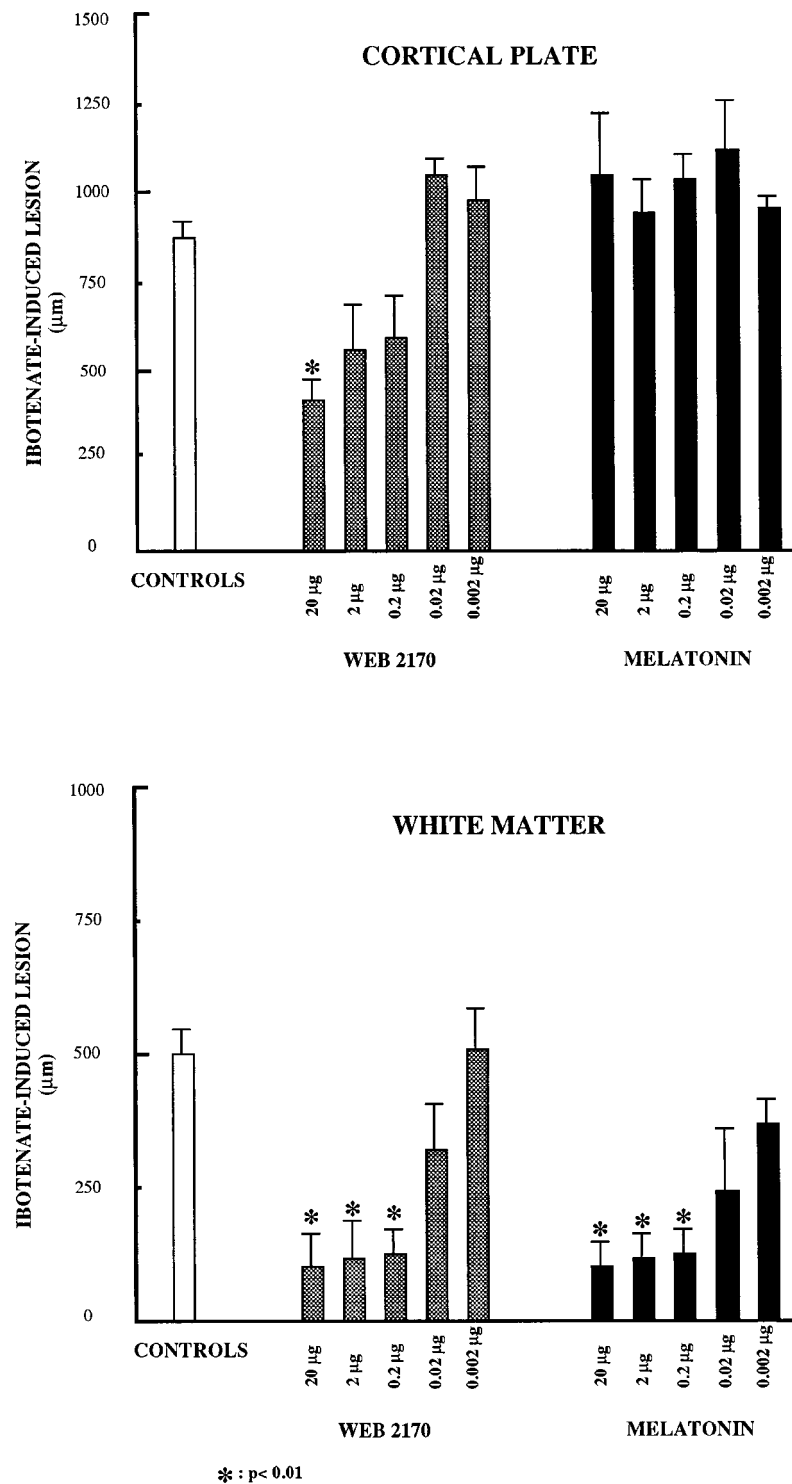 CORTICAL PLATE
IBOTENATE-INDUCED LESION
(µm)
1500
1250
1000
750
500
250
0
*
CONTROLS
20 µg
2 µg
0.2 µg
0.02 µg
0.002 µg
20 µg
2 µg
0.2 µg
0.02 µg
0.002 µg
WEB 2170
MELATONIN
WHITE MATTER
IBOTENATE-INDUCED LESION
(µm)
1000
750
500
250
0
* * *
* * *
CONTROLS
20 µg
2 µg
0.2 µg
0.02 µg
0.002 µg
20 µg
2 µg
0.2 µg
0.02 µg
0.002 µg
WEB 2170
MELATONIN
* : p< 0.01